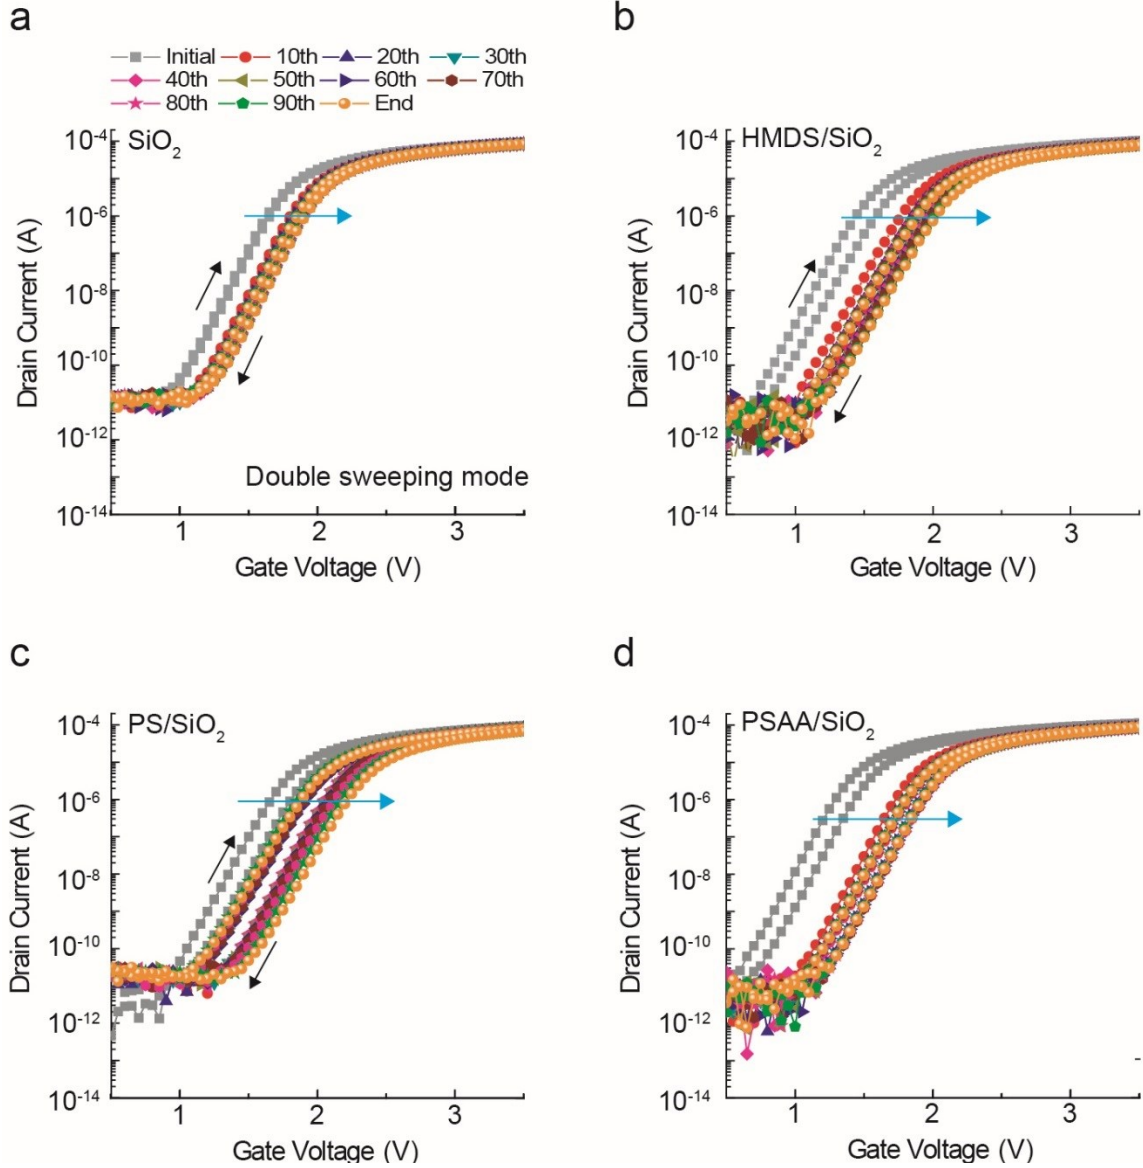 a
Initial 10th 20th 30th
40th 50th 60th 70th
80th 90th End
SiO₂
10⁻⁴
10⁻⁶
10⁻⁸
10⁻¹⁰
10⁻¹²
10⁻¹⁴
Drain Current (A)
Double sweeping mode
1 2 3
Gate Voltage (V)
b
HMDS/SiO₂
10⁻⁴
10⁻⁶
10⁻⁸
10⁻¹⁰
10⁻¹²
10⁻¹⁴
Drain Current (A)
1 2 3
Gate Voltage (V)
c
PS/SiO₂
10⁻⁴
10⁻⁶
10⁻⁸
10⁻¹⁰
10⁻¹²
10⁻¹⁴
Drain Current (A)
1 2 3
Gate Voltage (V)
d
PSAA/SiO₂
10⁻⁴
10⁻⁶
10⁻⁸
10⁻¹⁰
10⁻¹²
10⁻¹⁴
Drain Current (A)
1 2 3
Gate Voltage (V)